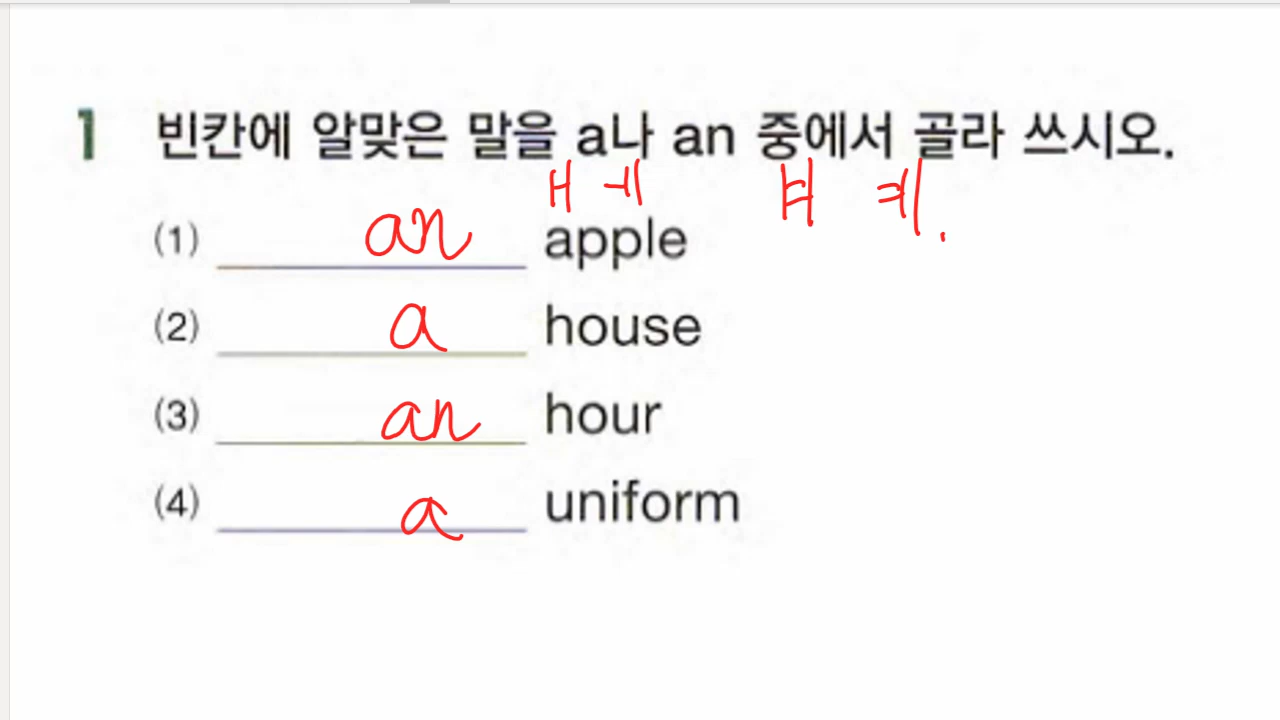 1 빈칸에 알맞은 말을 a나 an 중에서 골라 쓰시오.
ㅐ ㅔ ㅒ ㅖ.
(1) an apple
(2) a house
(3) an hour
(4) a uniform